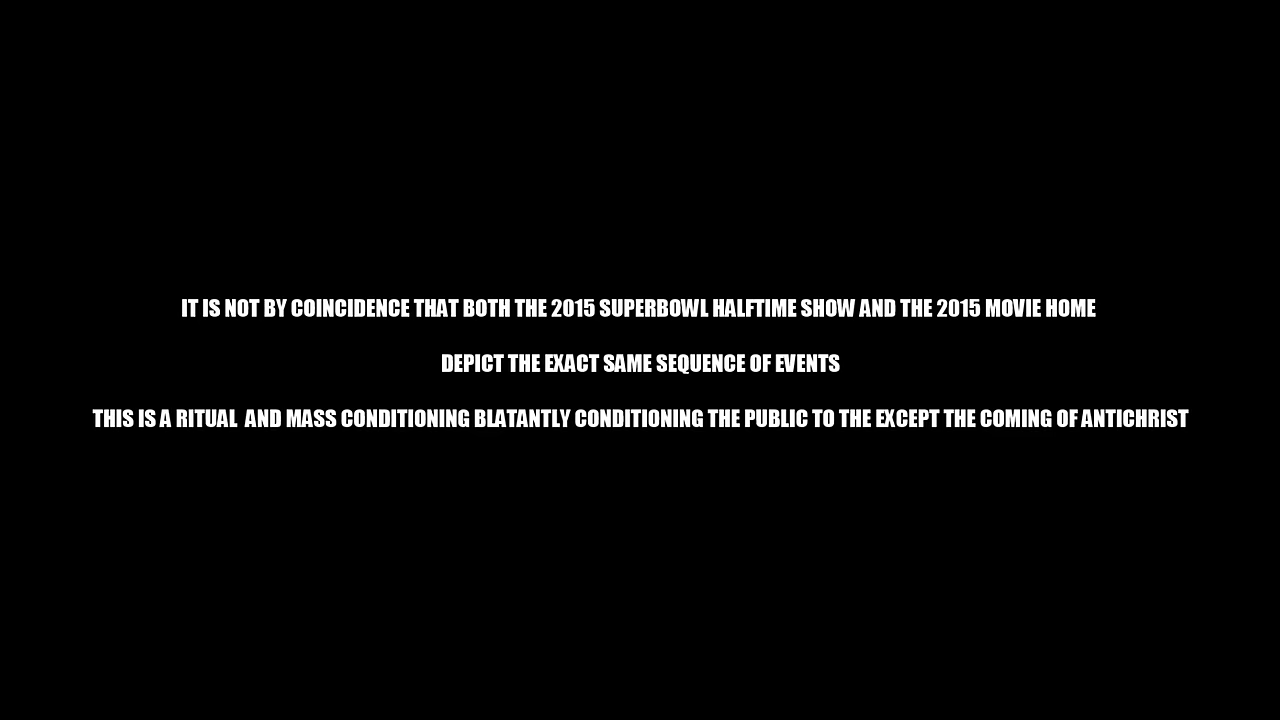 IT IS NOT BY COINCIDENCE THAT BOTH THE 2015 SUPERBOWL HALFTIME SHOW AND THE 2015 MOVIE HOME
DEPICT THE EXACT SAME SEQUENCE OF EVENTS
THIS IS A RITUAL  AND MASS CONDITIONING BLATANTLY CONDITIONING THE PUBLIC TO THE EXCEPT THE COMING OF ANTICHRIST